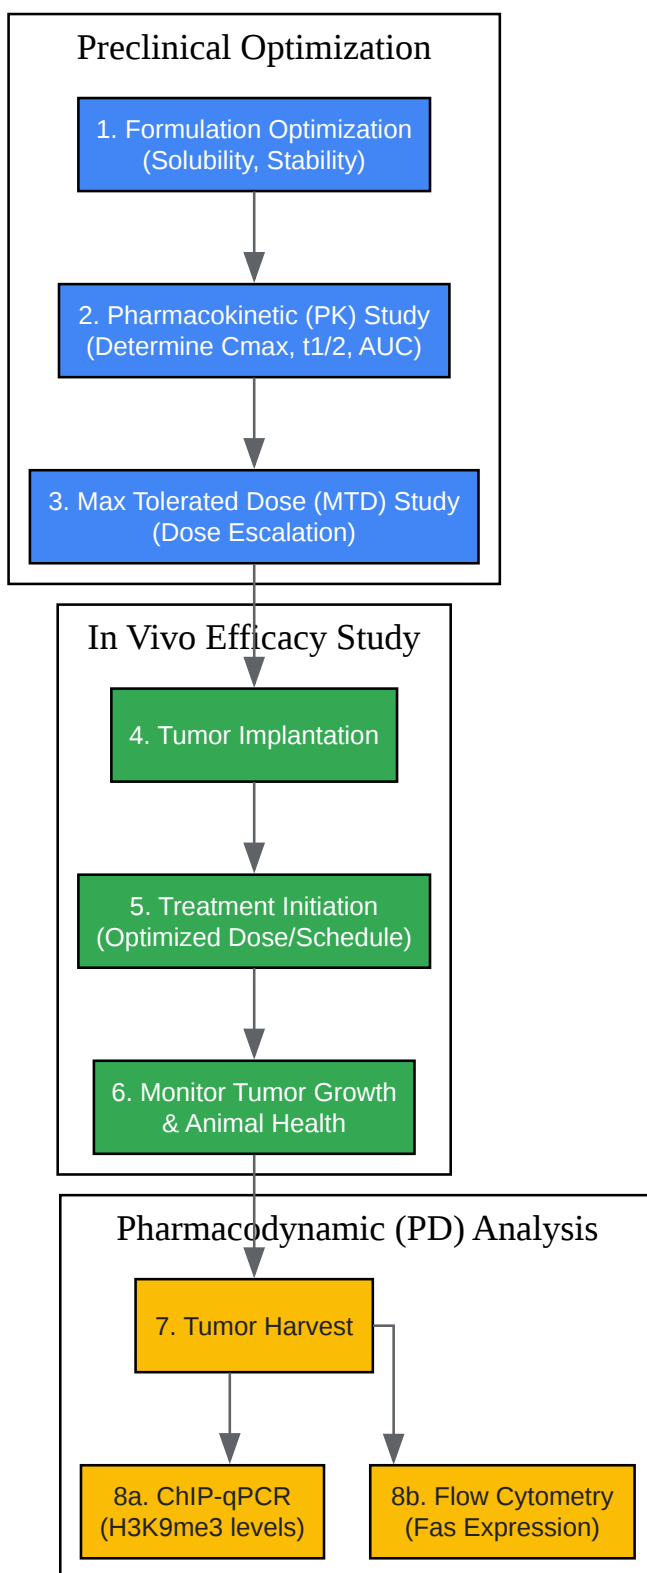 Preclinical Optimization
1. Formulation Optimization
(Solubility, Stability)
2. Pharmacokinetic (PK) Study
(Determine Cmax, t1/2, AUC)
3. Max Tolerated Dose (MTD) Study
(Dose Escalation)
In Vivo Efficacy Study
4. Tumor Implantation
5. Treatment Initiation
(Optimized Dose/Schedule)
6. Monitor Tumor Growth
& Animal Health
Pharmacodynamic (PD) Analysis
7. Tumor Harvest
8a. ChIP-qPCR
(H3K9me3 levels)
8b. Flow Cytometry
(Fas Expression)